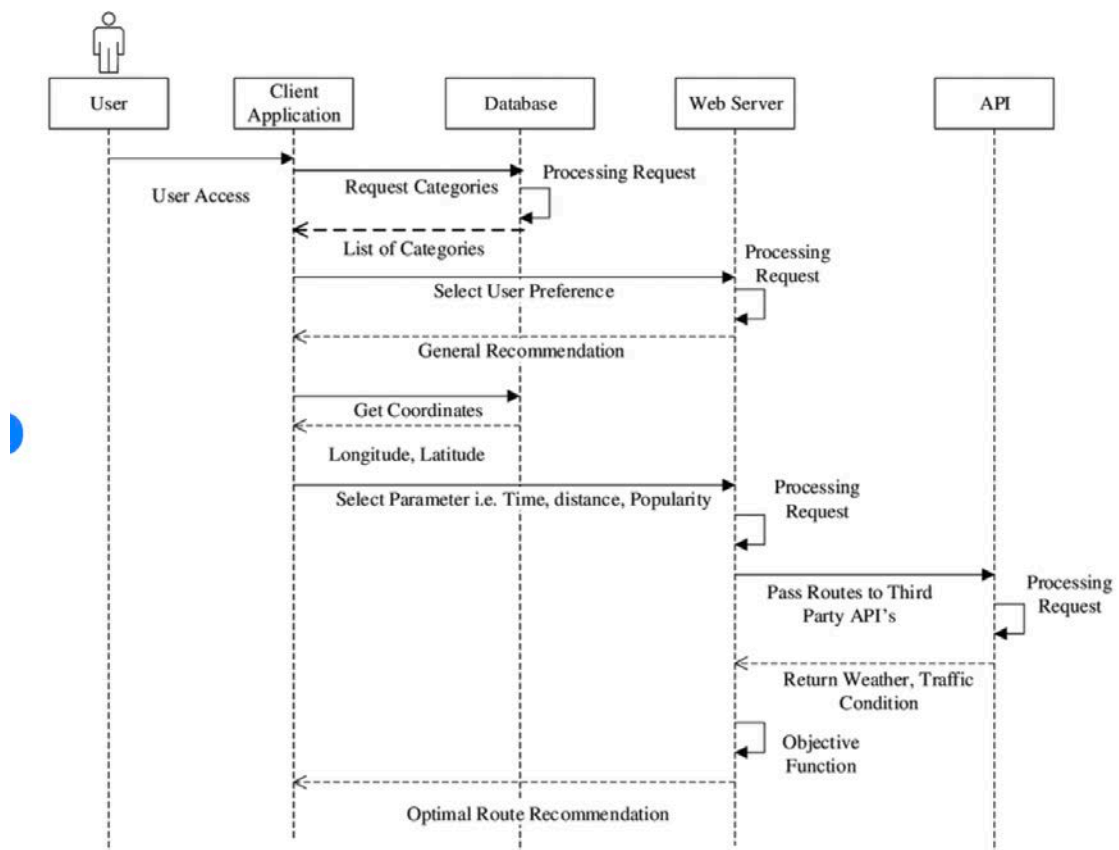 User
Client
Application
Database
Web Server
API
User Access
Request Categories
Processing Request
List of Categories
Processing
Request
Select User Preference
General Recommendation
Get Coordinates
Longitude, Latitude
Select Parameter i.e. Time, distance, Popularity
Processing
Request
Pass Routes to Third
Party API's
Processing
Request
Return Weather, Traffic
Condition
Objective
Function
Optimal Route Recommendation